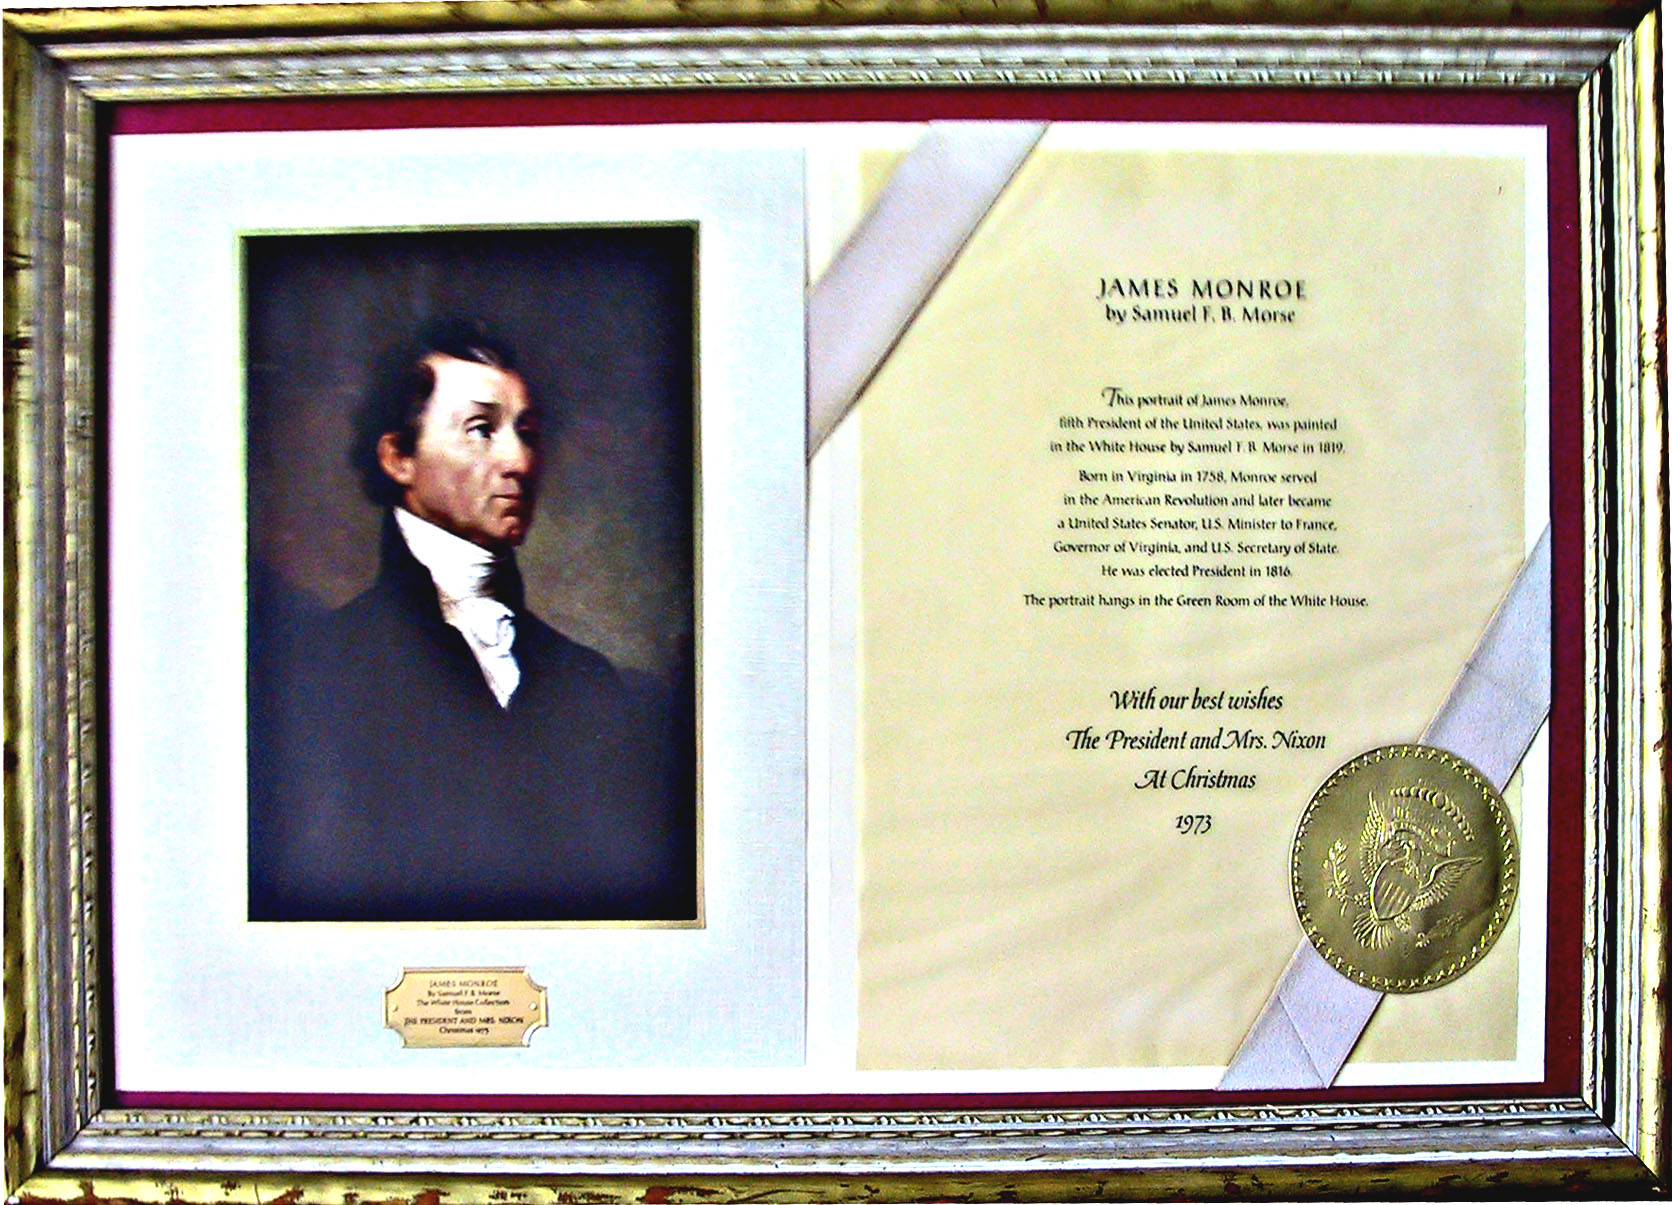 JAMES MONROE
by Samuel F. B. Morse
This portrait of James Monroe,
fifth President of the United States, was painted
in the White House by Samuel F. B. Morse in 1819.
Born in Virginia in 1758, Monroe served
in the American Revolution and later became
a United States Senator, U.S. Minister to France,
Governor of Virginia, and U.S. Secretary of State.
He was elected President in 1816.
The portrait hangs in the Green Room of the White House.
With our best wishes
The President and Mrs. Nixon
At Christmas
1973
JAMES MONROE
By Samuel F. B. Morse
The White House Collection
from
THE PRESIDENT AND MRS. NIXON
Christmas 1973